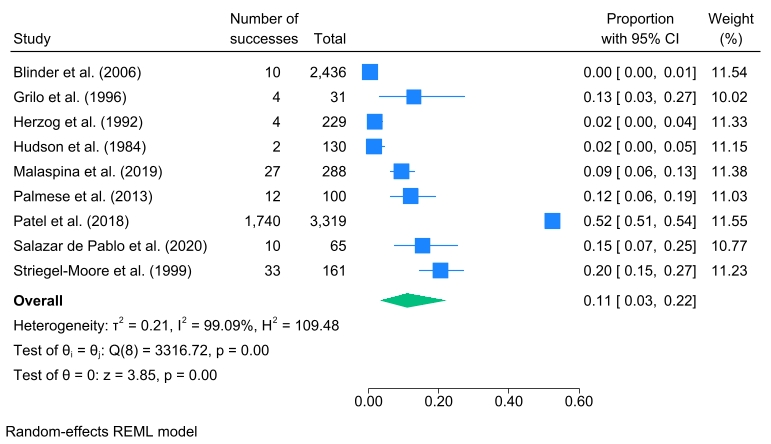 Number of Proportion Weight
Study successes Total with 95% CI (%)
Blinder et al. (2006) 10 2,436 0.00 [ 0.00, 0.01] 11.54
Grilo et al. (1996) 4 31 0.13 [ 0.03, 0.27] 10.02
Herzog et al. (1992) 4 229 0.02 [ 0.00, 0.04] 11.33
Hudson et al. (1984) 2 130 0.02 [ 0.00, 0.05] 11.15
Malaspina et al. (2019) 27 288 0.09 [ 0.06, 0.13] 11.38
Palmese et al. (2013) 12 100 0.12 [ 0.06, 0.19] 11.03
Patel et al. (2018) 1,740 3,319 0.52 [ 0.51, 0.54] 11.55
Salazar de Pablo et al. (2020) 10 65 0.15 [ 0.07, 0.25] 10.77
Striegel-Moore et al. (1999) 33 161 0.20 [ 0.15, 0.27] 11.23
Overall 0.11 [ 0.03, 0.22]
Heterogeneity: τ² = 0.21, I² = 99.09%, H² = 109.48
Test of θᵢ = θⱼ: Q(8) = 3316.72, p = 0.00
Test of θ = 0: z = 3.85, p = 0.00
0.00 0.20 0.40 0.60
Random-effects REML model